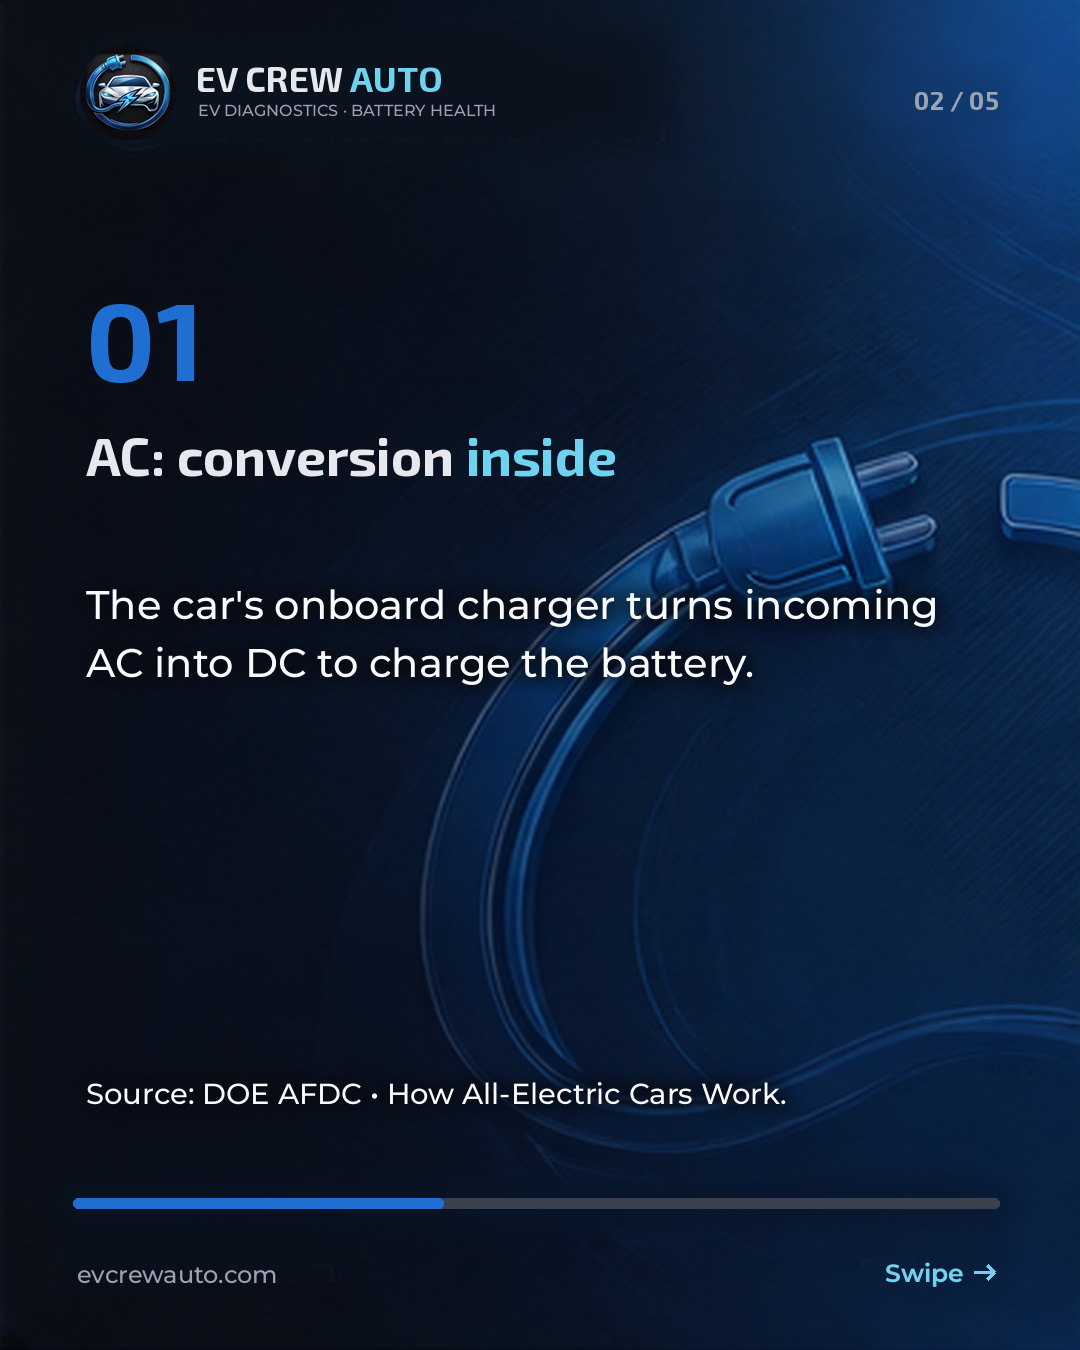 EV CREW AUTO
EV DIAGNOSTICS · BATTERY HEALTH
02 / 05
01
AC: conversion inside
The car's onboard charger turns incoming
AC into DC to charge the battery.
Source: DOE AFDC • How All-Electric Cars Work.
evcrewauto.com
Swipe →